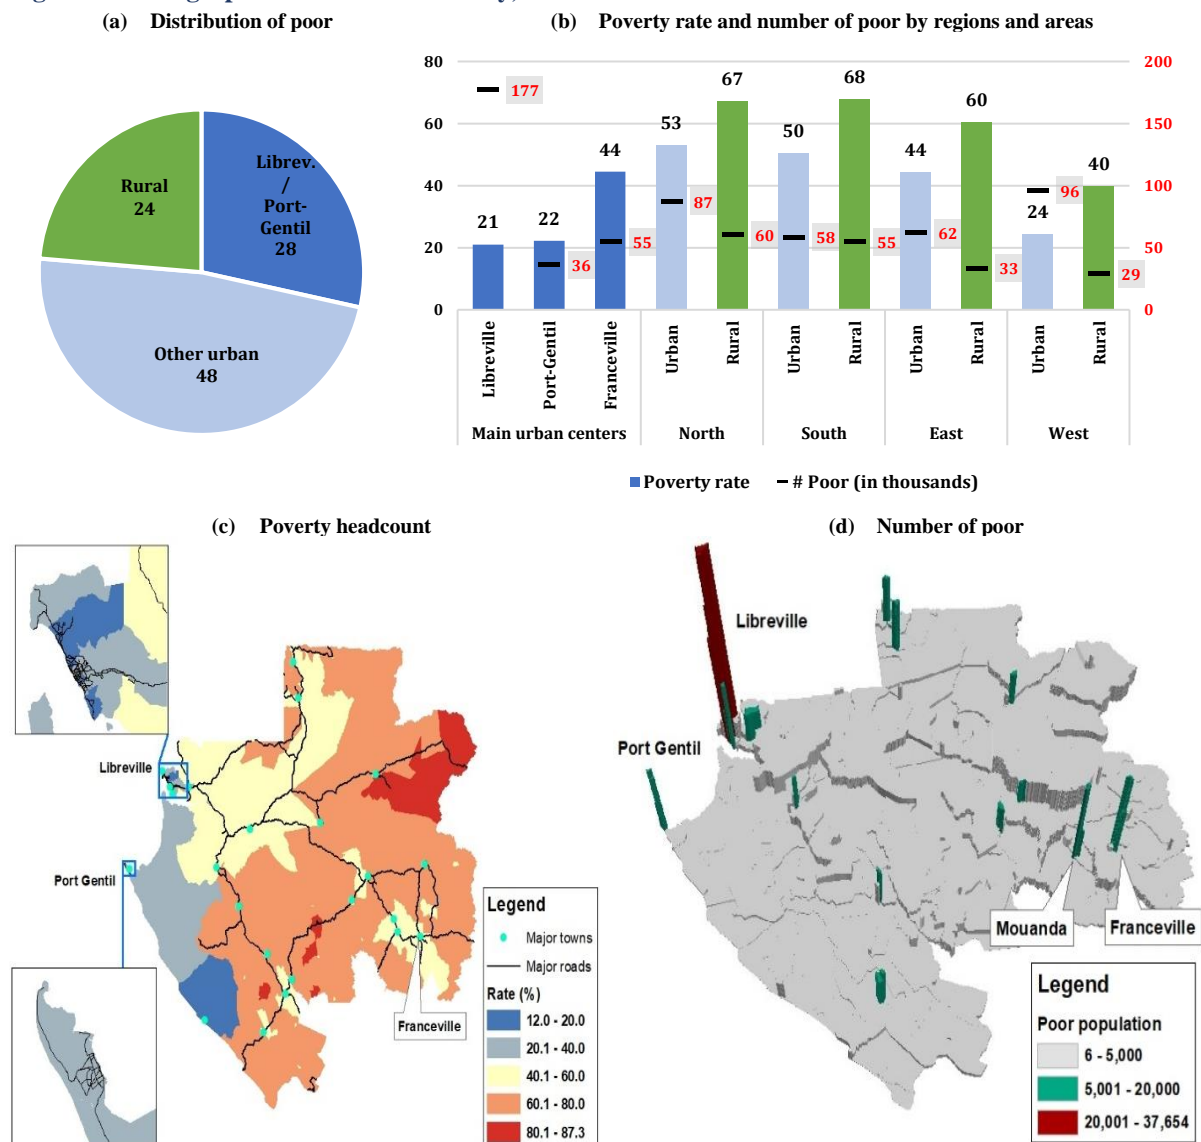 (a) Distribution of poor
(b) Poverty rate and number of poor by regions and areas
Librev.
/
Port-
Gentil
28
Rural
24
Other urban
48
80
60
40
20
0
200
150
100
50
0
177
21
22
36
44
55
53
87
67
60
50
58
68
55
44
62
60
33
24
96
40
29
Libreville
Port-Gentil
Franceville
Urban
Rural
Urban
Rural
Urban
Rural
Urban
Rural
Main urban centers
North
South
East
West
Poverty rate
# Poor (in thousands)
(c) Poverty headcount
Libreville
Port Gentil
Franceville
Legend
Major towns
Major roads
Rate (%)
12.0 - 20.0
20.1 - 40.0
40.1 - 60.0
60.1 - 80.0
80.1 - 87.3
(d) Number of poor
Libreville
Port Gentil
Mouanda
Franceville
Legend
Poor population
6 - 5,000
5,001 - 20,000
20,001 - 37,654